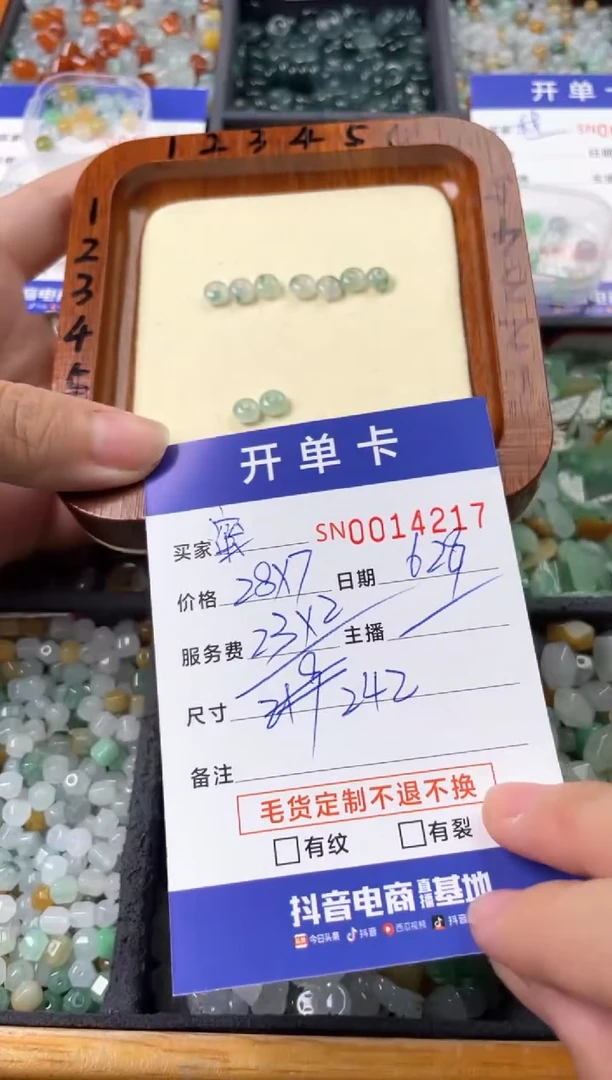 1 2 3 4 5
1
2
3
4
5
开单卡
开单卡
买家 SN0014217
价格 28X7 日期 628
服务费 23X2 主播
尺寸 242
备注
毛货定制不退不换
有纹 有裂
抖音电商直播基地
今日头条 抖音 西瓜视频 抖音